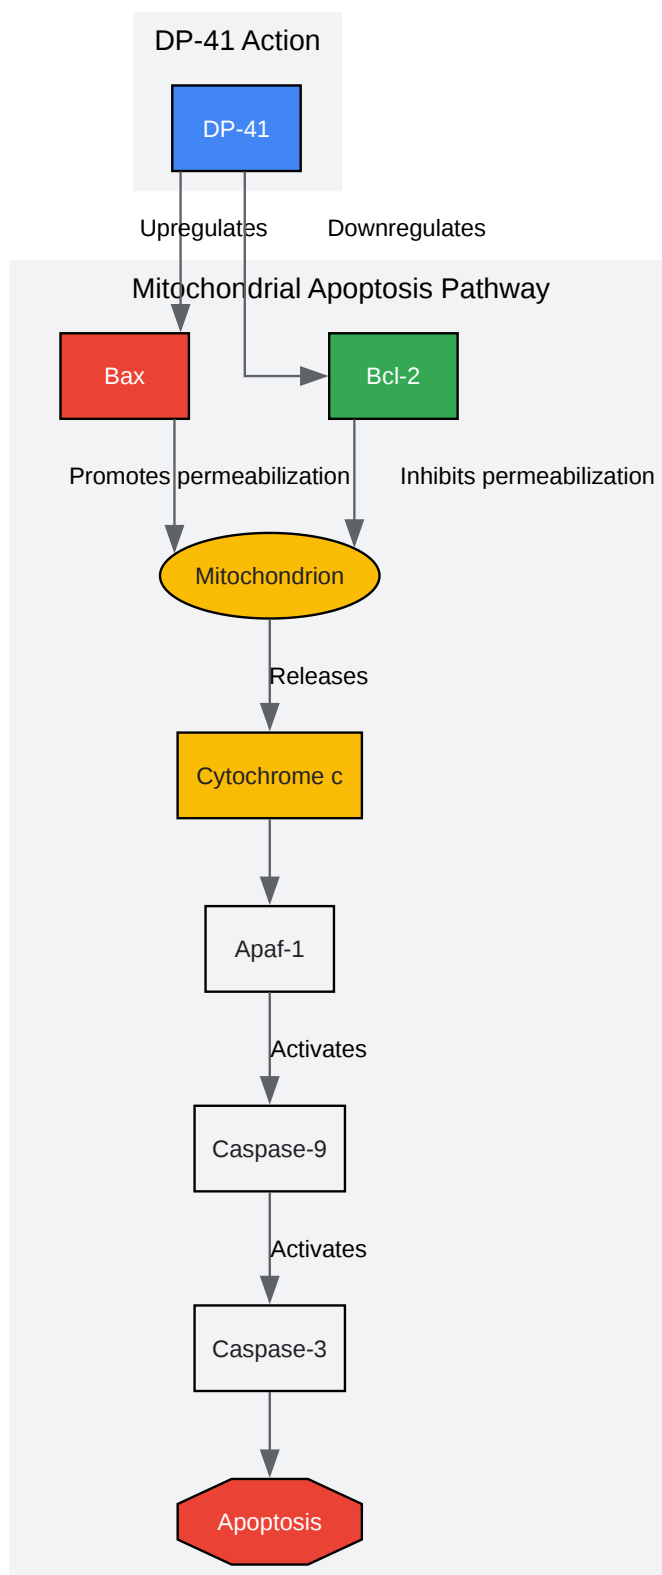 DP-41 Action
DP-41
Upregulates
Downregulates
Mitochondrial Apoptosis Pathway
Bax
Bcl-2
Promotes permeabilization
Inhibits permeabilization
Mitochondrion
Releases
Cytochrome c
Apaf-1
Activates
Caspase-9
Activates
Caspase-3
Apoptosis